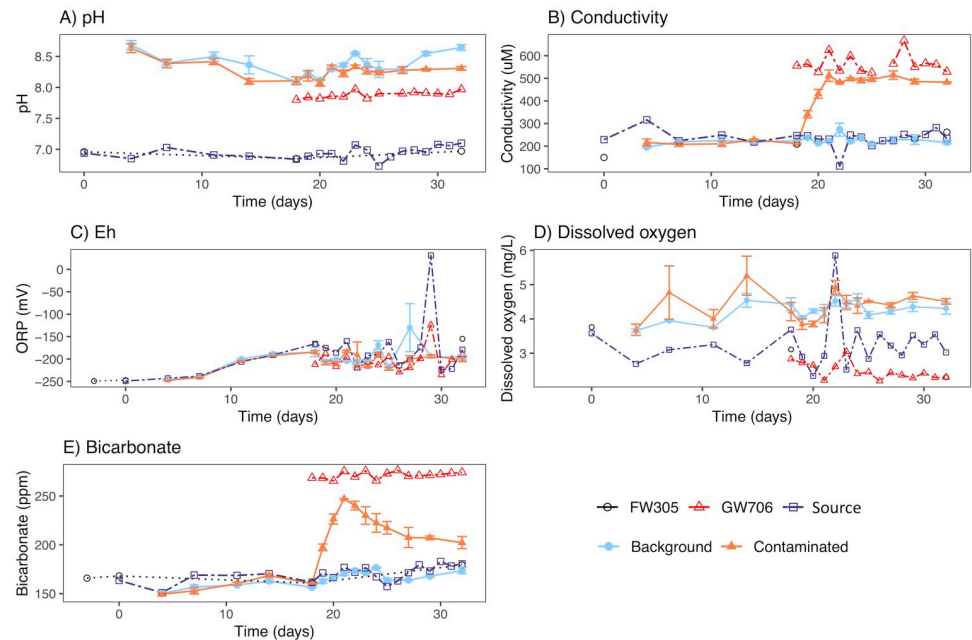 A) pH
8.5
8.0
7.5
7.0
pH
0 10 20 30
Time (days)
B) Conductivity
600
500
400
300
200
100
Conductivity (uM)
0 10 20 30
Time (days)
C) Eh
0
−50
−100
−150
−200
−250
ORP (mV)
0 10 20 30
Time (days)
D) Dissolved oxygen
6
5
4
3
Dissolved oxygen (mg/L)
0 10 20 30
Time (days)
E) Bicarbonate
250
200
150
Bicarbonate (ppm)
0 10 20 30
Time (days)
FW305 GW706 Source
Background Contaminated